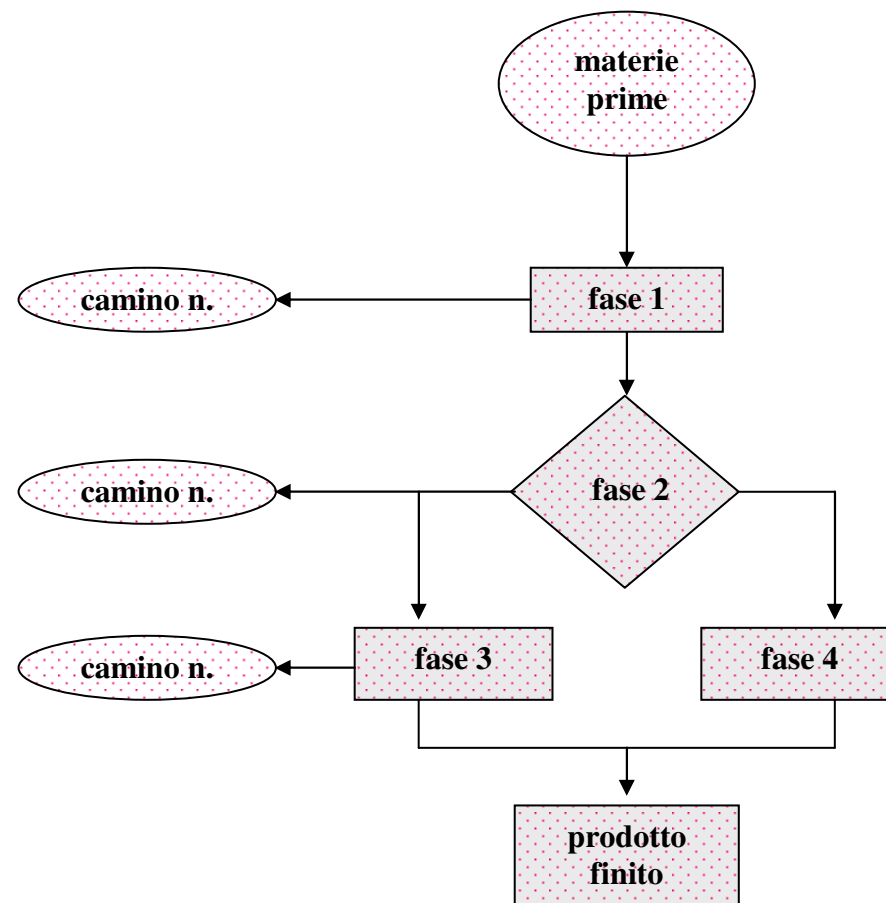 materie
prime
camino n.
fase 1
camino n.
fase 2
camino n.
fase 3
fase 4
prodotto
finito